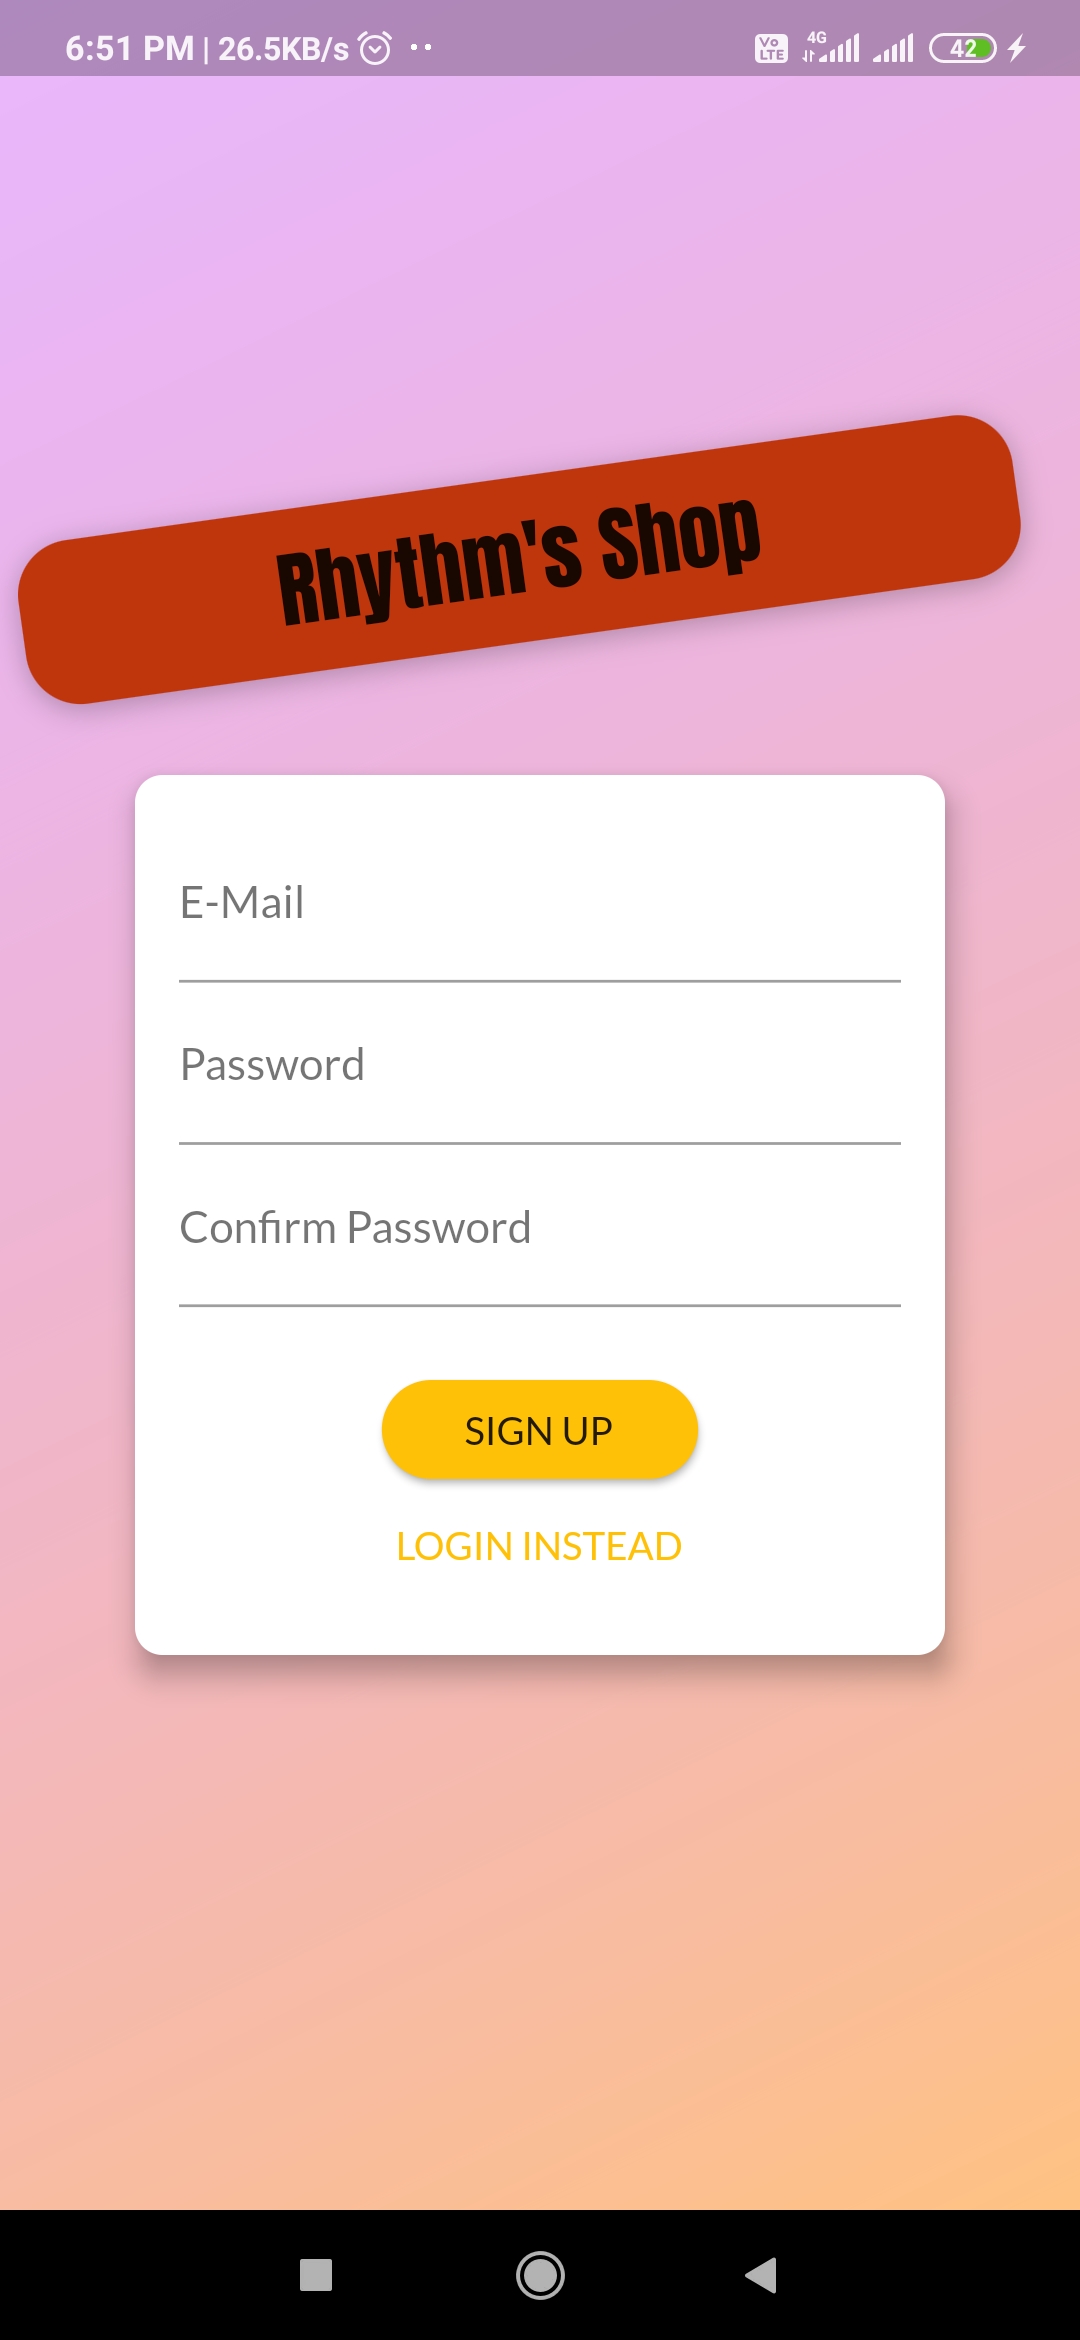 6:51 PM | 26.5KB/s
Vo LTE 4G 42
Rhythm's Shop
E-Mail
Password
Confirm Password
SIGN UP
LOGIN INSTEAD